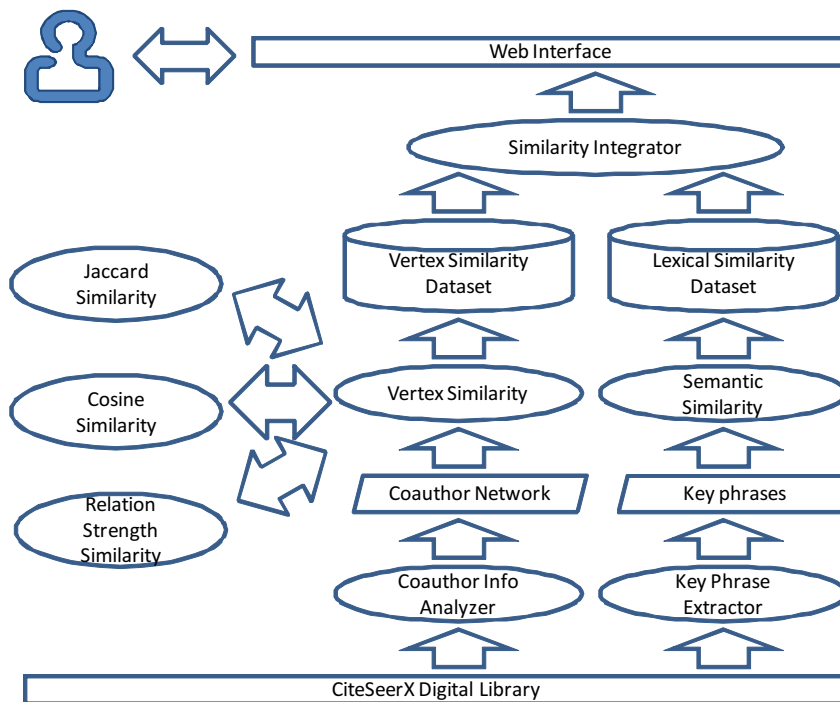 Web Interface
Similarity Integrator
Vertex Similarity
Dataset
Lexical Similarity
Dataset
Jaccard
Similarity
Vertex Similarity
Semantic
Similarity
Cosine
Similarity
Coauthor Network
Key phrases
Relation
Strength
Similarity
Coauthor Info
Analyzer
Key Phrase
Extractor
CiteSeerX Digital Library